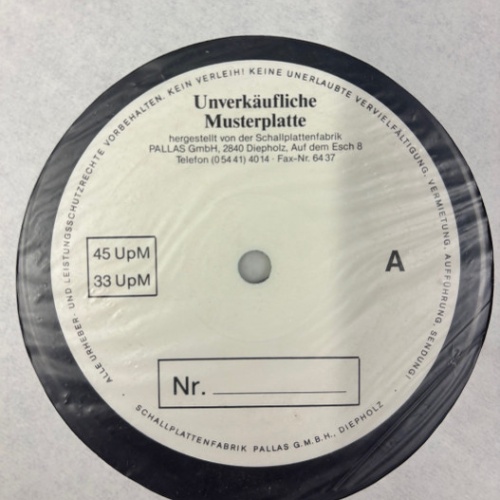 ALLE URHEBER- UND LEISTUNGSSCHUTZRECHTE VORBEHALTEN. KEIN VERLEIH! KEINE UNERLAUBTE VERVIELFÄLTIGUNG, VERMIETUNG, AUFFÜHRUNG, SENDUNG!
Unverkäufliche
Musterplatte
hergestellt von der Schallplattenfabrik
PALLAS GmbH, 2840 Diepholz, Auf dem Esch 8
Telefon (0 54 41) 40 14 · Fax-Nr. 64 37
45 UpM
33 UpM
A
Nr.
SCHALLPLATTENFABRIK PALLAS G.M.B.H., DIEPHOLZ